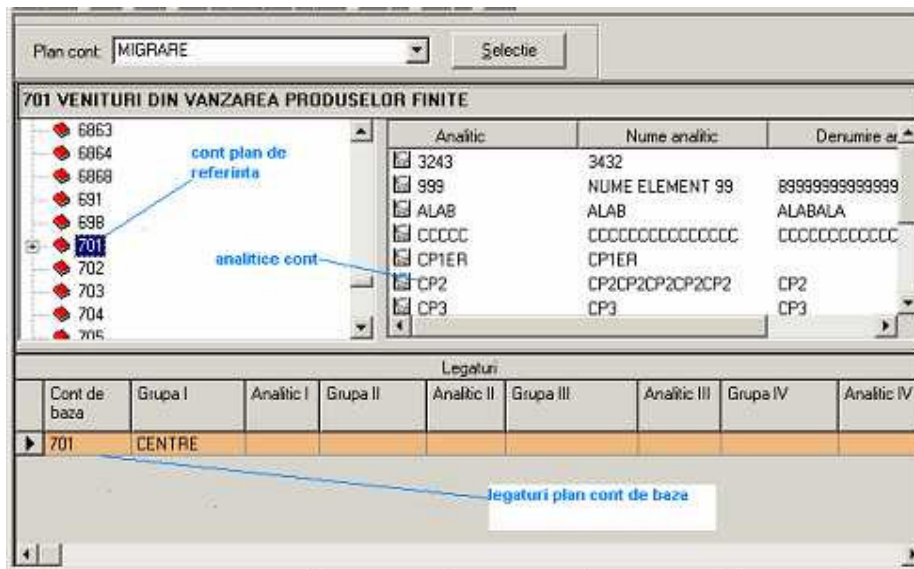 Plan cont: MIGRARE Selectie
701 VENITURI DIN VANZAREA PRODUSELOR FINITE
6863
6864
6868
691
698
701
702
703
704
705
cont plan de
referinta
analitice cont
Analitic Nume analitic Denumire
3243 3432
999 NUME ELEMENT 99 89999999999999
ALAB ALAB ALABALA
CCCCC CCCCCCCCCCCCCCC CCCCCCCCCCCC
CP1ER CP1ER
CP2 CP2CP2CP2CP2CP2 CP2
CP3 CP3 CP3
Legaturi
Cont de baza Grupa I Analitic I Grupa II Analitic II Grupa III Analitic III Grupa IV Analitic IV
701 CENTRE
legaturi plan cont de baza